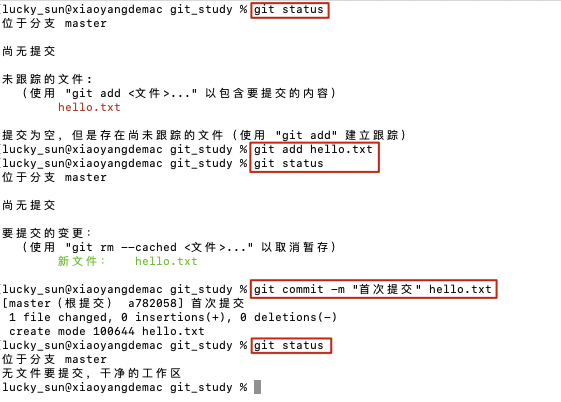 [lucky_sun@xiaoyangdemac git_study % git status
位于分支 master
尚无提交
未跟踪的文件:
(使用 "git add <文件>..." 以包含要提交的内容)
hello.txt
提交为空，但是存在尚未跟踪的文件（使用 "git add" 建立跟踪）
[lucky_sun@xiaoyangdemac git_study % git add hello.txt
[lucky_sun@xiaoyangdemac git_study % git status
位于分支 master
尚无提交
要提交的变更：
（使用 "git rm --cached <文件>..." 以取消暂存）
新文件： hello.txt
[lucky_sun@xiaoyangdemac git_study % git commit -m "首次提交" hello.txt
[master（根提交） a782058] 首次提交
1 file changed, 0 insertions(+), 0 deletions(-)
create mode 100644 hello.txt
[lucky_sun@xiaoyangdemac git_study % git status
位于分支 master
无文件要提交，干净的工作区
lucky_sun@xiaoyangdemac git_study %